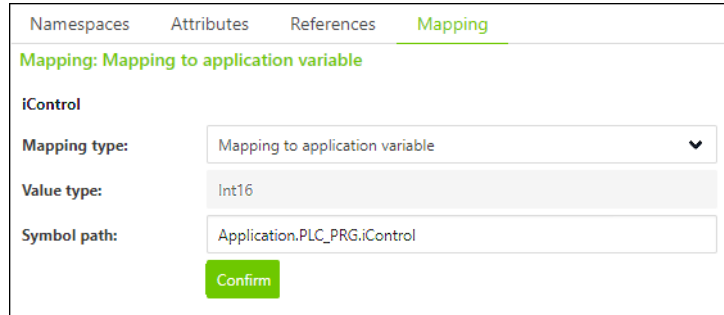 Namespaces Attributes References Mapping
Mapping: Mapping to application variable
iControl
Mapping type: Mapping to application variable
Value type: Int16
Symbol path: Application.PLC_PRG.iControl
Confirm